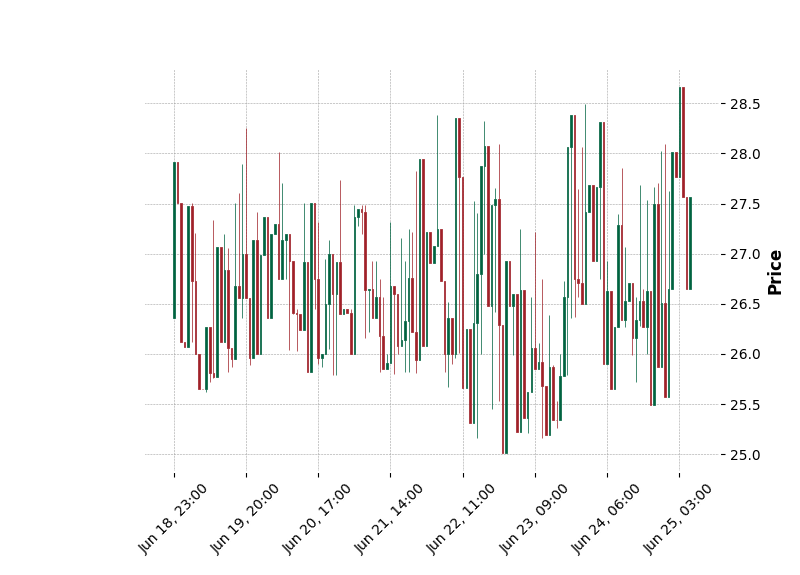 28.5
28.0
27.5
27.0
26.5
26.0
25.5
25.0
Price
Jun 18, 23:00
Jun 19, 20:00
Jun 20, 17:00
Jun 21, 14:00
Jun 22, 11:00
Jun 23, 09:00
Jun 24, 06:00
Jun 25, 03:00